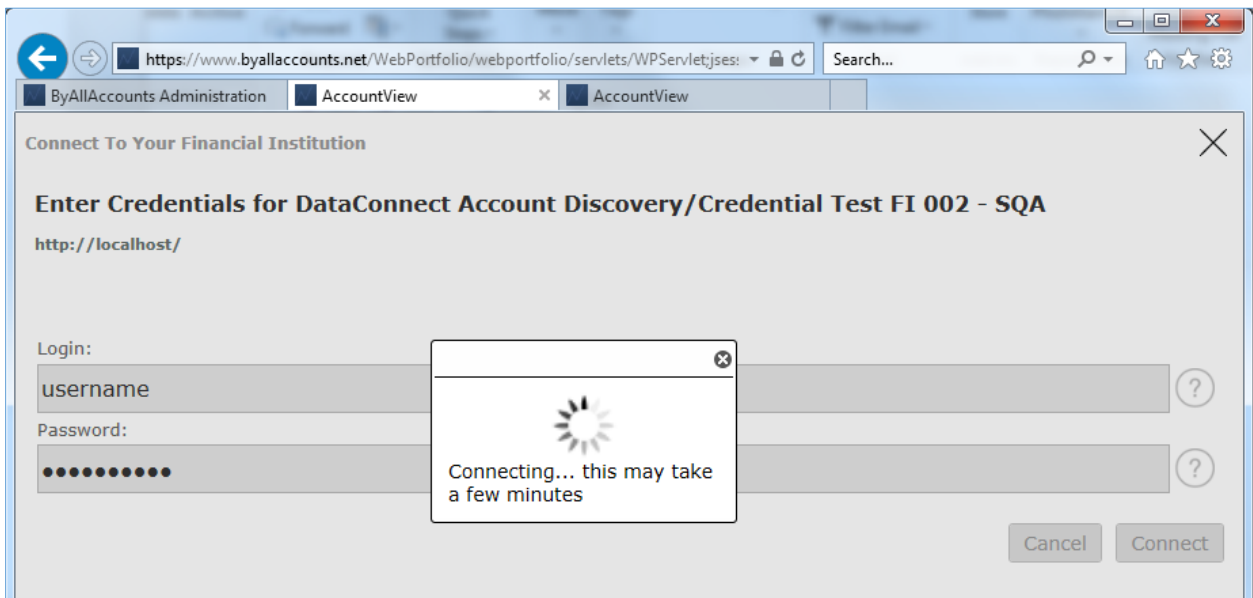 https://www.byallaccounts.net/WebPortfolio/webportfolio/servlets/WPServlet;jses:
Search...
ByAllAccounts Administration
AccountView
AccountView
Connect To Your Financial Institution
Enter Credentials for DataConnect Account Discovery/Credential Test FI 002 - SQA
http://localhost/
Login:
username
?
Password:
••••••••••
?
Connecting... this may take
a few minutes
Cancel
Connect